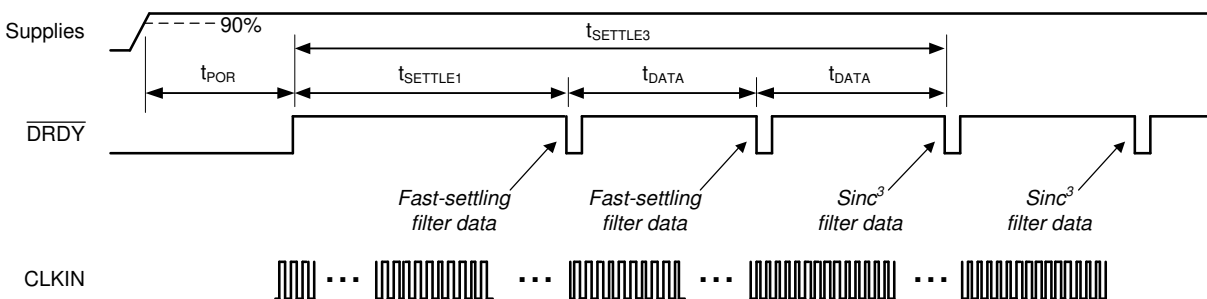 Supplies
90%
tSETTLE3
tPOR
tSETTLE1
tDATA
tDATA
DRDY
Fast-settling
filter data
Fast-settling
filter data
Sinc³
filter data
Sinc³
filter data
CLKIN